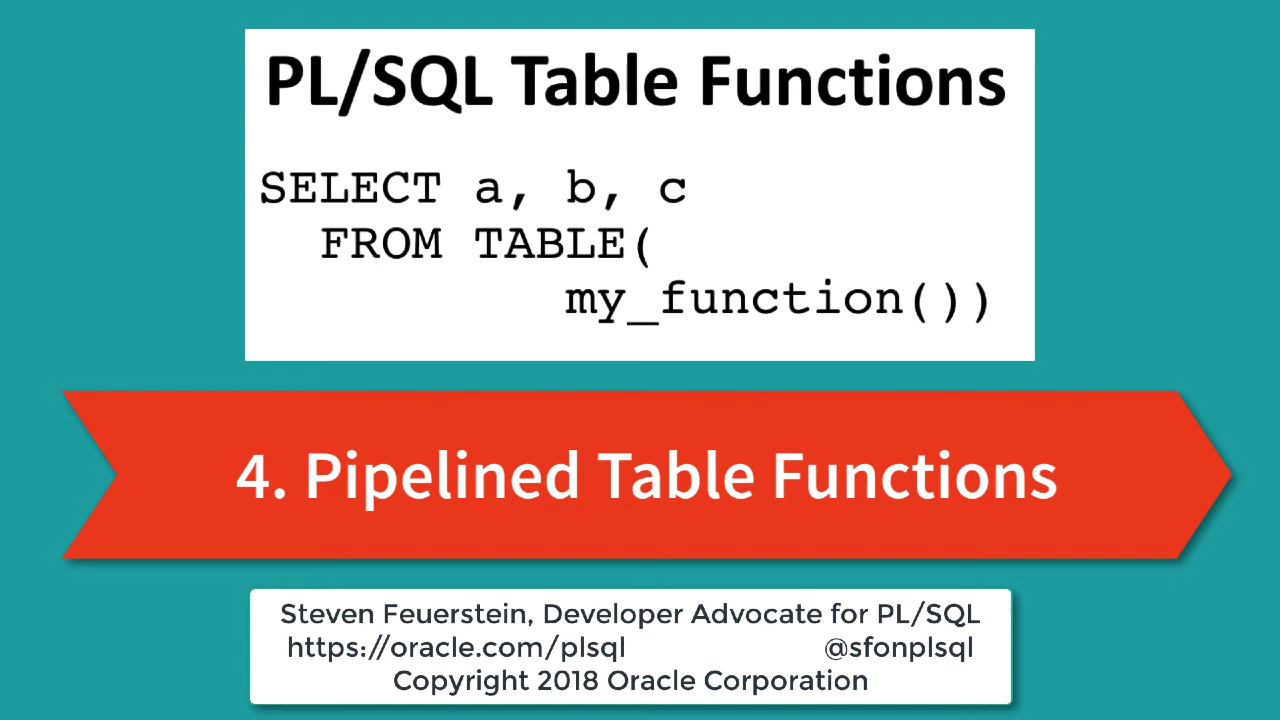 PL/SQL Table Functions
SELECT a, b, c
FROM TABLE(
my_function())
4. Pipelined Table Functions
Steven Feuerstein, Developer Advocate for PL/SQL
https://oracle.com/plsql @sfonplsql
Copyright 2018 Oracle Corporation